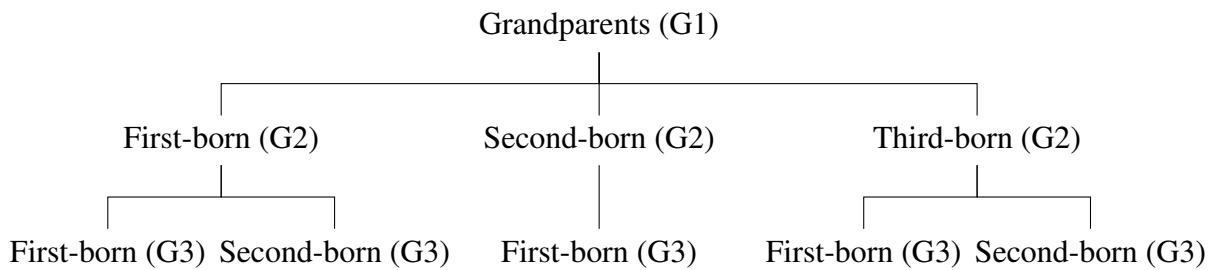 Grandparents (G1)
First-born (G2) Second-born (G2) Third-born (G2)
First-born (G3) Second-born (G3) First-born (G3) First-born (G3) Second-born (G3)